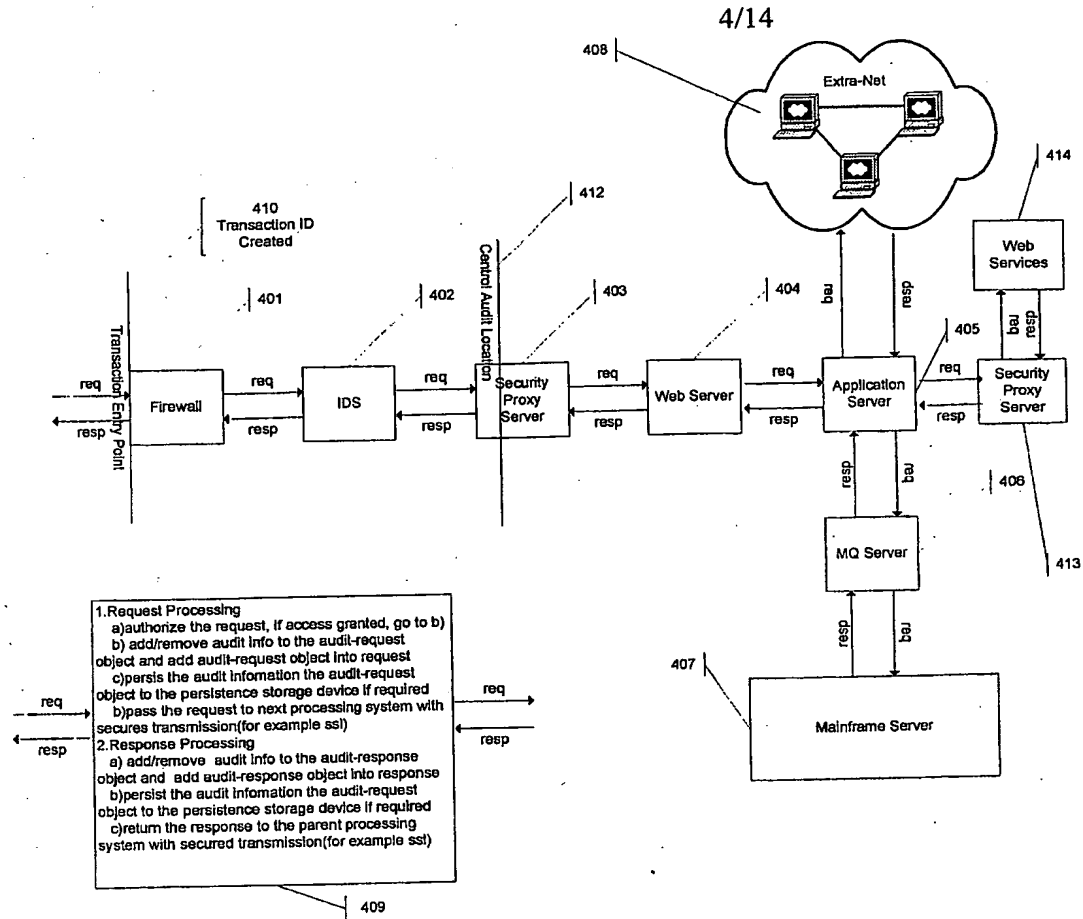 4/14
408
Extra-Net
414
410
Transaction ID
Created
412
Web
Services
401
402
403
404
Central Audit Location
req
resp
req
resp
405
Transaction Entry Point
req
resp
Firewall
req
resp
IDS
req
resp
Security
Proxy
Server
req
resp
Web Server
req
resp
Application
Server
req
resp
Security
Proxy
Server
resp
req
406
MQ Server
413
resp
req
407
Mainframe Server
req
resp
1.Request Processing
a)authorize the request, if access granted, go to b)
b) add/remove audit info to the audit-request
object and add audit-request object into request
c)persis the audit infomation the audit-request
object to the persistence storage device if required
b)pass the request to next processing system with
secures transmission(for example ssl)
2.Response Processing
a) add/remove audit info to the audit-response
object and add audit-response object into response
b)persist the audit infomation the audit-request
object to the persistence storage device if required
c)return the response to the parent processing
system with secured transmission(for example ssl)
req
resp
409